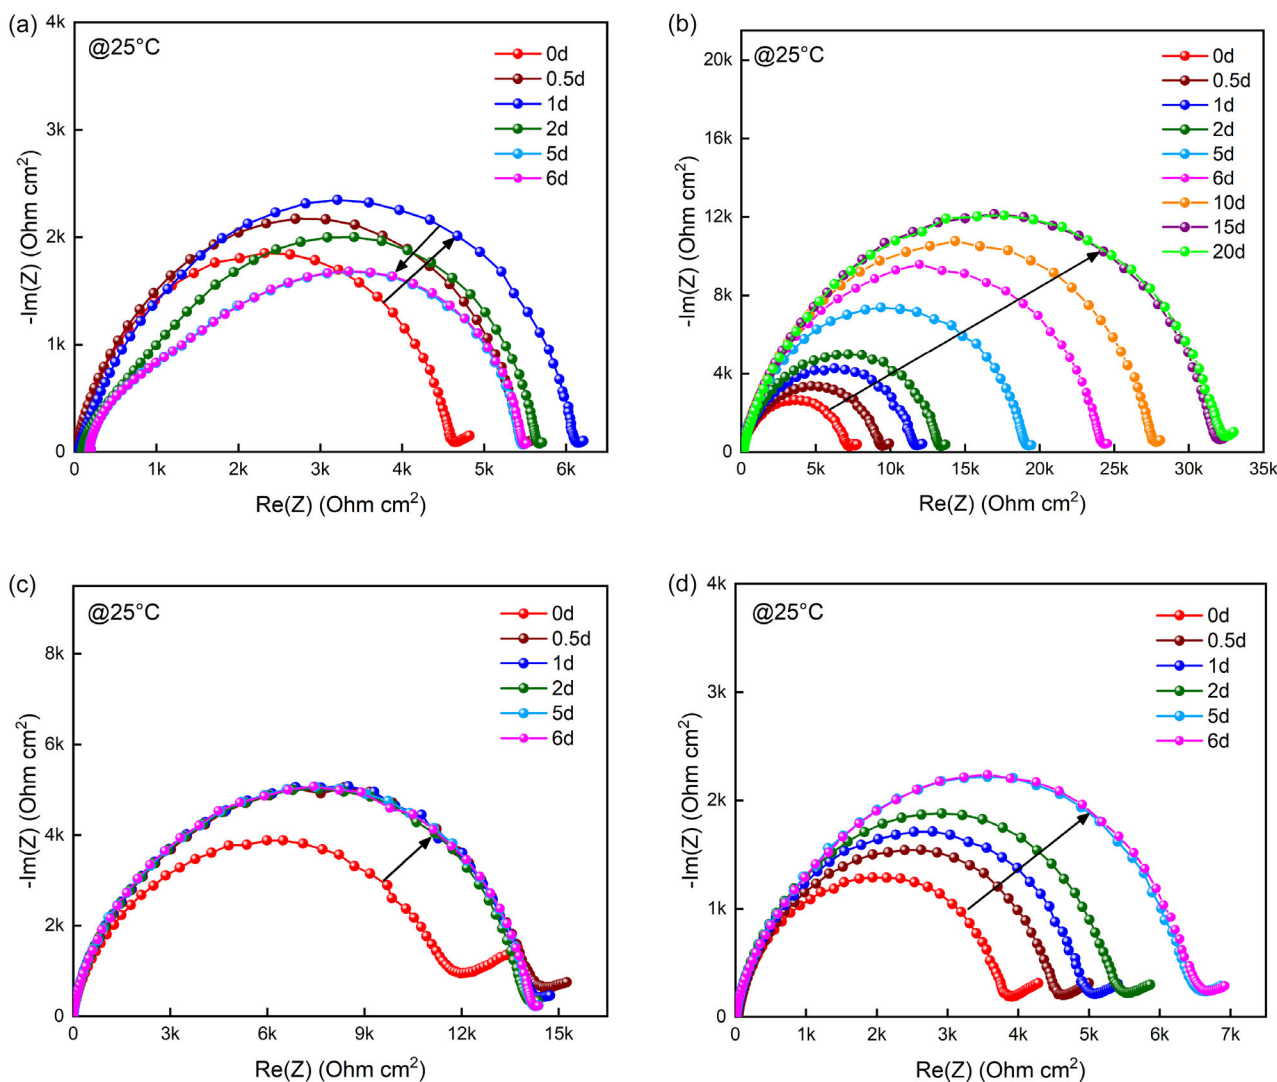 (a)
@25°C
4k
3k
2k
1k
0
-Im(Z) (Ohm cm²)
0
1k
2k
3k
4k
5k
6k
Re(Z) (Ohm cm²)
0d
0.5d
1d
2d
5d
6d
(b)
@25°C
20k
16k
12k
8k
4k
0
-Im(Z) (Ohm cm²)
0
5k
10k
15k
20k
25k
30k
35k
Re(Z) (Ohm cm²)
0d
0.5d
1d
2d
5d
6d
10d
15d
20d
(c)
@25°C
8k
6k
4k
2k
0
-Im(Z) (Ohm cm²)
0
3k
6k
9k
12k
15k
Re(Z) (Ohm cm²)
0d
0.5d
1d
2d
5d
6d
(d)
@25°C
4k
3k
2k
1k
0
-Im(Z) (Ohm cm²)
0
1k
2k
3k
4k
5k
6k
7k
Re(Z) (Ohm cm²)
0d
0.5d
1d
2d
5d
6d